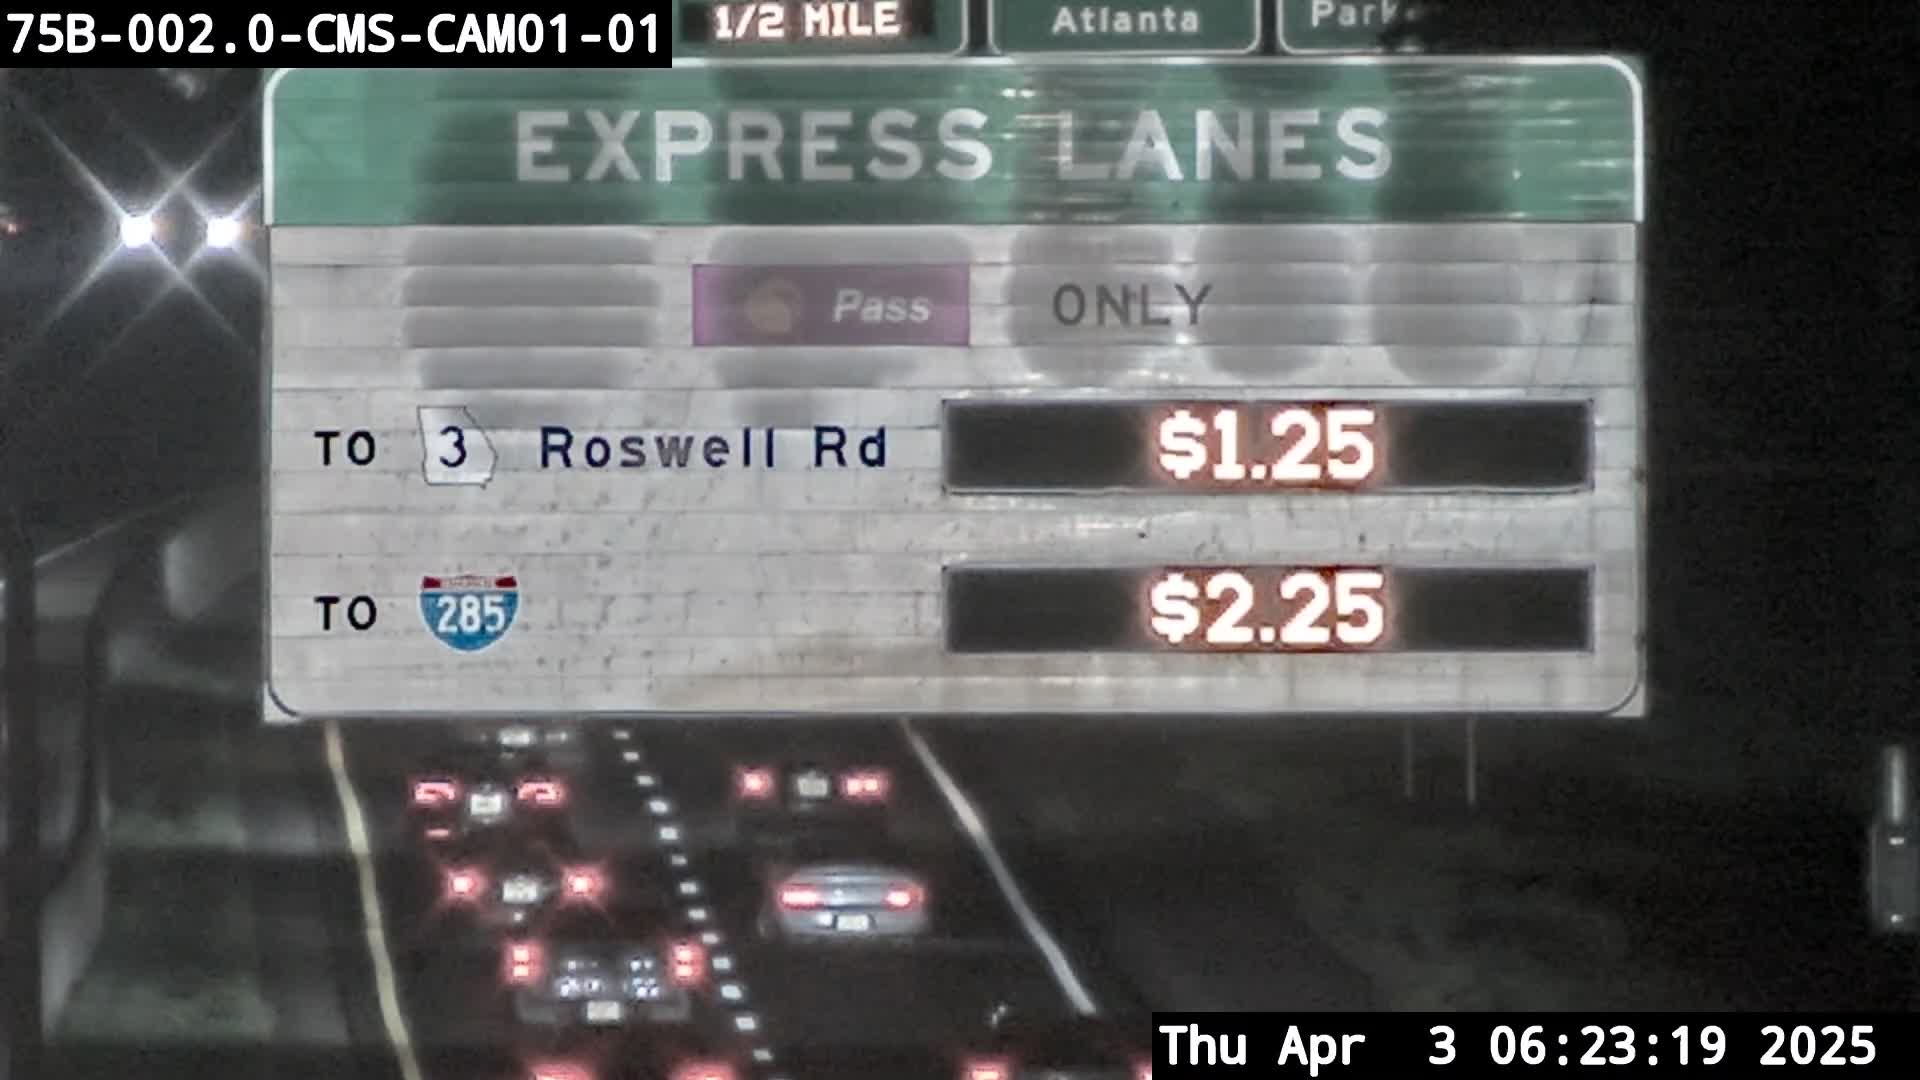 75B-002.0-CMS-CAM01-01
1/2 MILE
Atlanta
EXPRESS LANES
Pass ONLY
TO 3 Roswell Rd $1.25
TO 285 $2.25
Thu Apr 3 06:23:19 2025